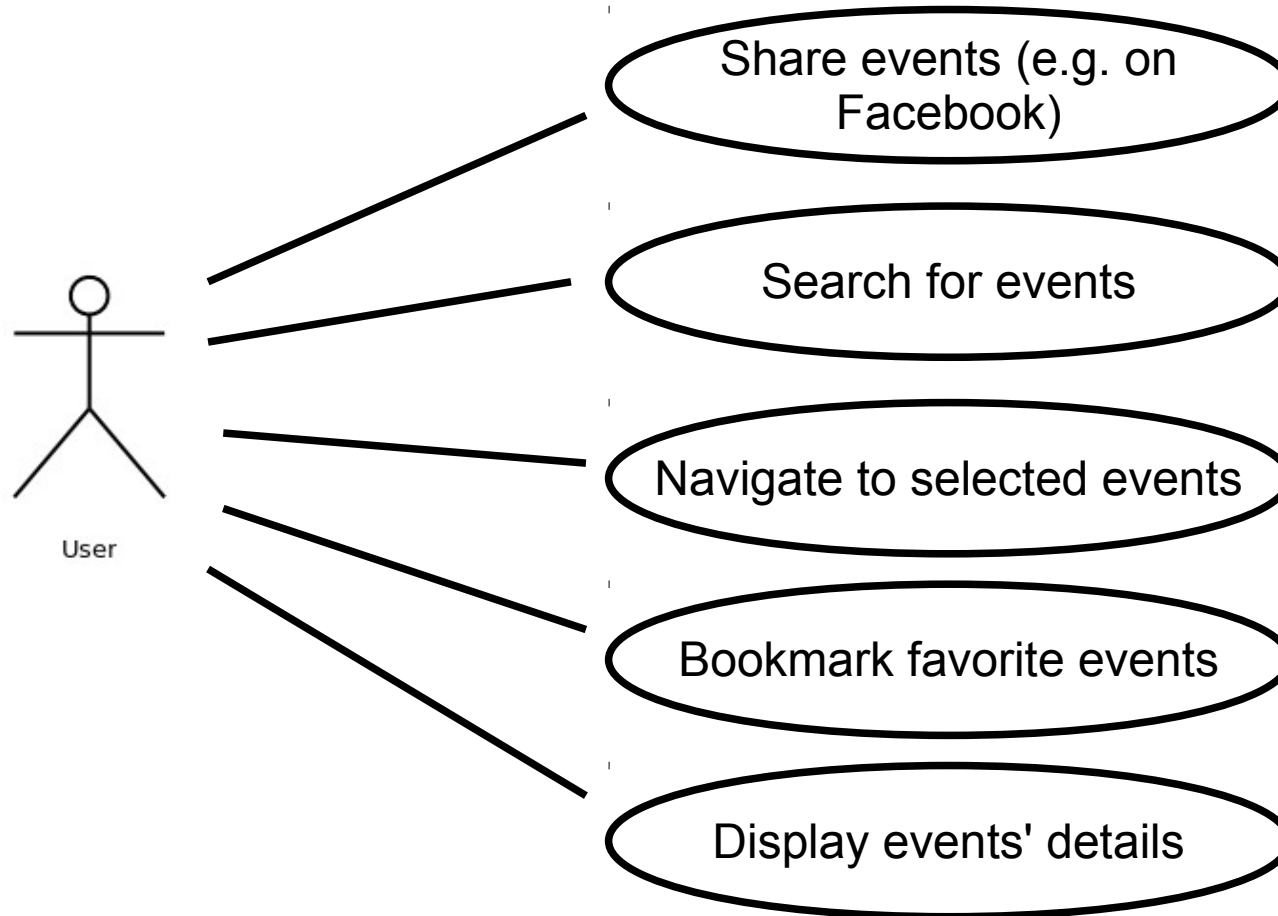 Share events (e.g. on
Facebook)
Search for events
Navigate to selected events
User
Bookmark favorite events
Display events' details